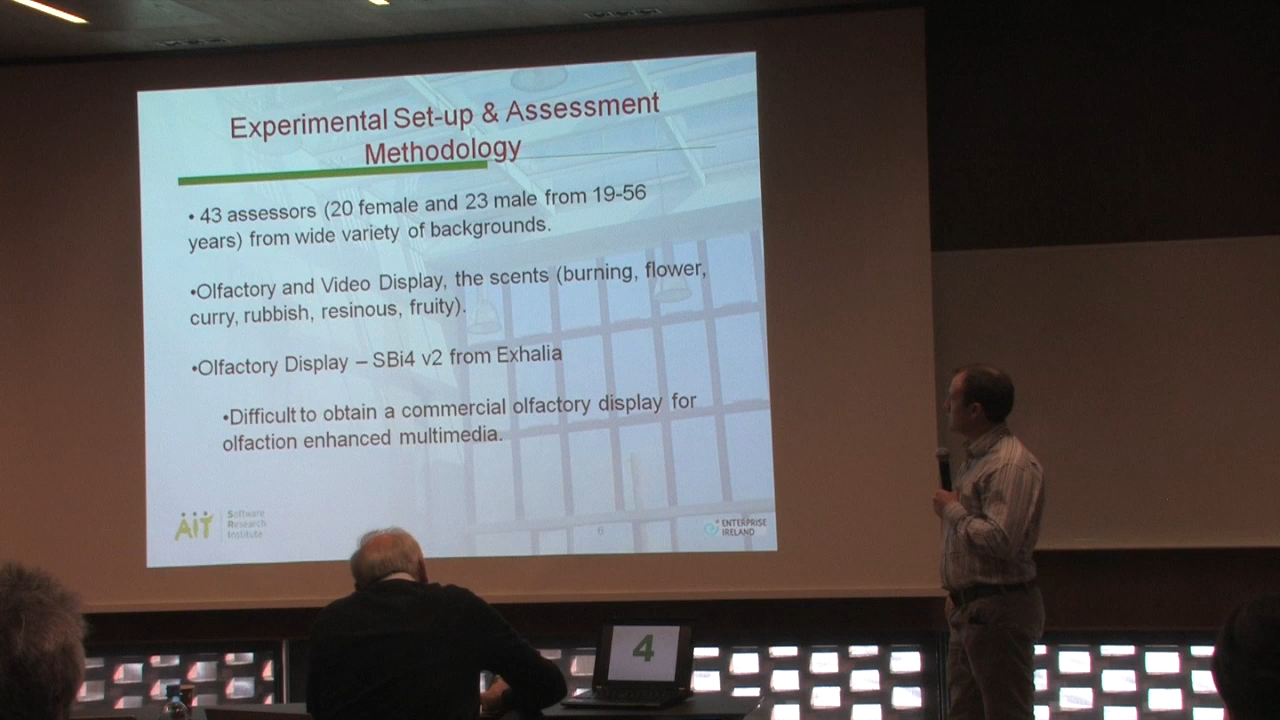 Experimental Set-up & Assessment
Methodology
• 43 assessors (20 female and 23 male from 19-56
years) from wide variety of backgrounds.
•Olfactory and Video Display, the scents (burning, flower,
curry, rubbish, resinous, fruity).
•Olfactory Display – SBi4 v2 from Exhalia
•Difficult to obtain a commercial olfactory display for
olfaction enhanced multimedia.
AIT
Software
Research
Institute
6
ENTERPRISE
IRELAND
4